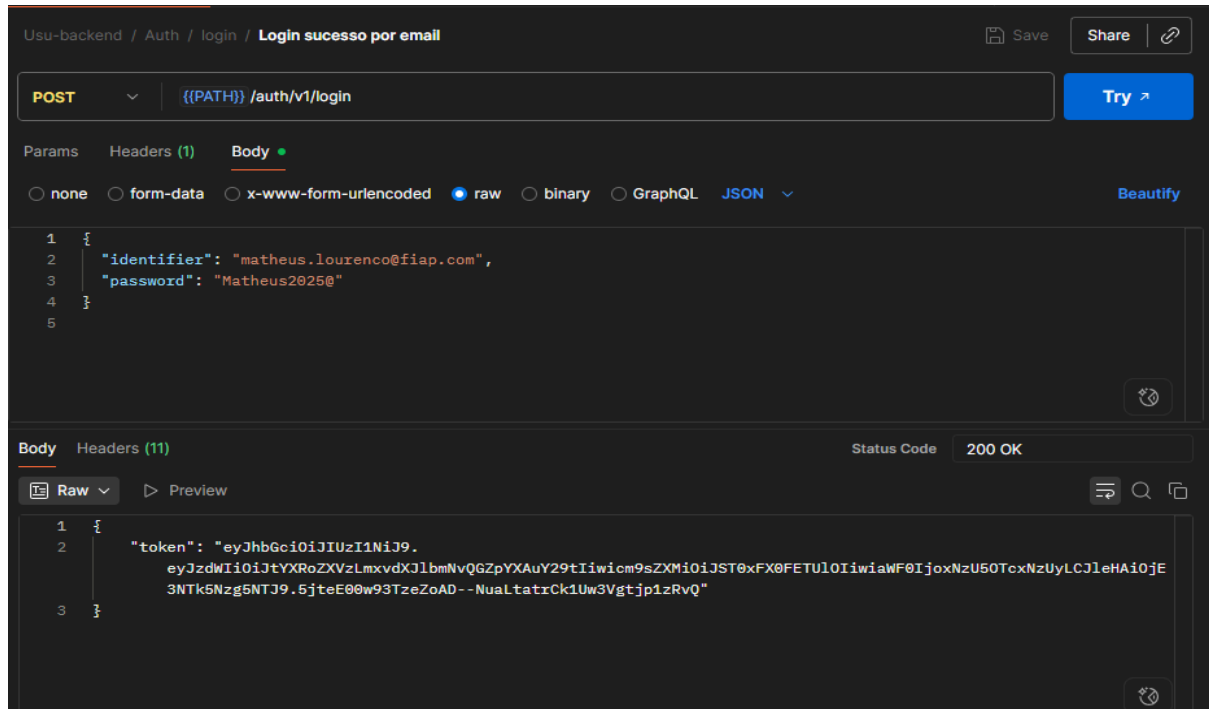 Usu-backend / Auth / login / Login sucesso por email
Save
Share
POST
{{PATH}} /auth/v1/login
Try
Params Headers (1) Body
none form-data x-www-form-urlencoded raw binary GraphQL JSON
Beautify
1 {
2 "identifier": "matheus.lourenco@fiap.com",
3 "password": "Matheus2025@"
4 }
5
Body Headers (11)
Status Code 200 OK
Raw Preview
1 {
2 "token": "eyJhbGciOiJIUzI1NiJ9.
eyJzdWIiOiJtYXRoZXVzLmxvdXJlbmNvQGZpYXAuY29tIiwicm9sZXMiOiJST0xFX0FETUlOIiwiaWF0IjoxNzU5OTcxNzUyLCJleHAiOjE
3NTk5Nzg5NTJ9.5jteE00w93TzeZoAD--NuaLtatrCk1Uw3Vgtjp1zRvQ"
3 }